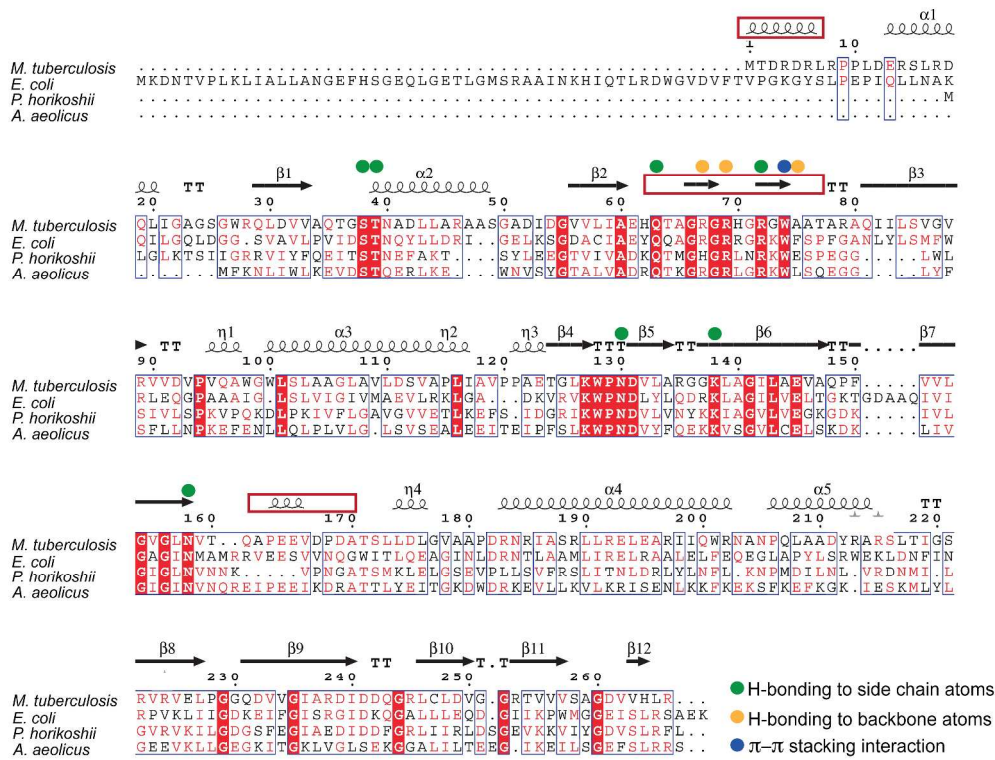 α1
1 10
M. tuberculosis ....................................................MTDRDRLRPPLDERSLRD
E. coli MKDNTVPLKLIALLANGEFHSGEQLGETLGMSRAAINKHIQTLRDWGVDVFTVPGKGYSLPEPIQLLNAK
P. horikoshii .....................................................................M
A. aeolicus ......................................................................
TT β1 α2 β2 TT β3
20 30 40 50 60 70 80
M. tuberculosis QLIGAGSGWRQLDVVAQTGSTNADLLARAASGADIDGVVLIAEHQTAGRGRHGRGWAATARAQIILSVGV
E. coli QILGQLDGG.SVAVLPVIDSTNQYLLDRI..GELKSGDACIAEYQQAGRGRRGRKWFSPFGANLYLSMFW
P. horikoshii LGLKTSIIGRRVIYFQEITSTNEFAKT....SYLEEGTVIVADKQTMGHGRLNRKWESPEGG....LWL
A. aeolicus .......MFKNLIWLKEVDSTQERLKE....WNVSYGTALVADRQTKGRGRLGRKWLSQEGG....LYF
TT η1 α3 η2 η3 β4 TTT β5 TT β6 TT ..... β7
90 100 110 120 130 140 150
M. tuberculosis RVVDVPVQAWGWLSLAAGLAVLDSVAPLIAVPPAETGLKWPNDVLARGGKLAGILAEVAQPF.....VVL
E. coli RLEQGPAAAIG.LSLVIGIVMAEVLRKLGA..DKVRVKWPNDLYLQDRKLAGILVELTGKTGDAAQIVI
P. horikoshii SIVLSPKVPQKDLPKIVFLGAVGVVETLKEFS.IDGRIKWPNDVLVNYKKIAGVLVEGKGDK.....IVL
A. aeolicus SFLLNPKEFENLLQLPLVLG.LSVSEALEEITEIPFSLKWPNDVYFQEKKVSGVLCELSKDK.....LIV
η4 α4 α5 TT
160 170 180 190 200 210 220
M. tuberculosis GVGLNVT..QAPEEVDPDATSLLDLGVAAPDRNRIASRLLRELEARIIQWRNANPQLAADYRARSLTIGS
E. coli GAGINMAMRRVEESVVNQGWITLQEAGINLDRNTLAAMLIRELRAALELFEQEGLAPYLSRWEKLDNFIN
P. horikoshii GIGLNVNNK.....VPNGATSMKLELGSEVPLLSVFRSLITNLDRLYLNFL.KNPMDILNL.VRDNMIL
A. aeolicus GIGINVNQREIPEEIKDRATTLYEITGKDWDRKEVLLKVLKRISENLKKFKEKSFKEFKGK.IESKMLYL
β8 β9 TT β10 T.T β11 β12
230 240 250 260
M. tuberculosis RVRVELPGGQDVVGIARDIDDQGRLCLDVG.GRTVVVSAGDVVHLR...
E. coli RPVKLIIGDKEIFGISRGIDKQGALLLEQD.GIIKPWMGGEISLRSAEK
P. horikoshii GVRVKILGDGSFEGIAEDIDDFGRLIIRLDSGEVKKVIYGDVSLRFL..
A. aeolicus GEEVKLLGEGKITGKLVGLSEKGGALILTEEG.IKEILSGEFSLRRS..
H-bonding to side chain atoms
H-bonding to backbone atoms
π–π stacking interaction